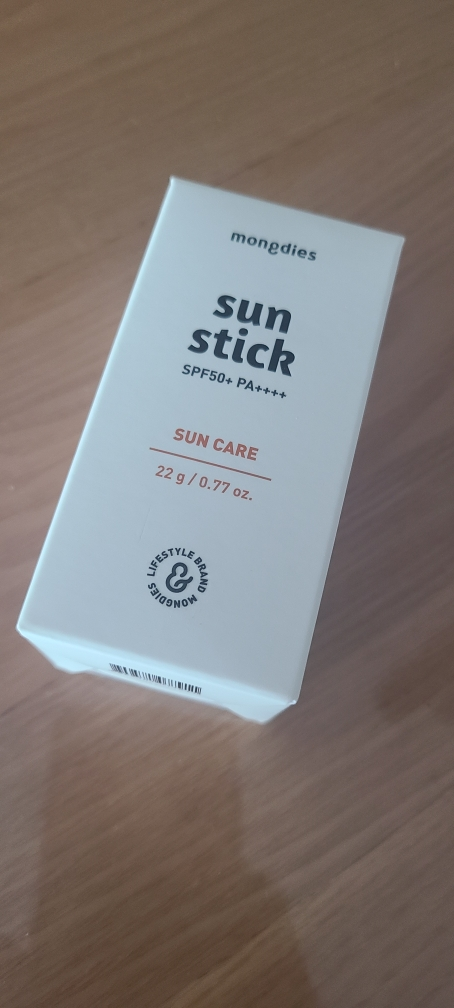 mongdies
sun
stick
SPF50+ PA++++
SUN CARE
22 g / 0.77 oz.
LIFESTYLE BRAND MONGDIES
&